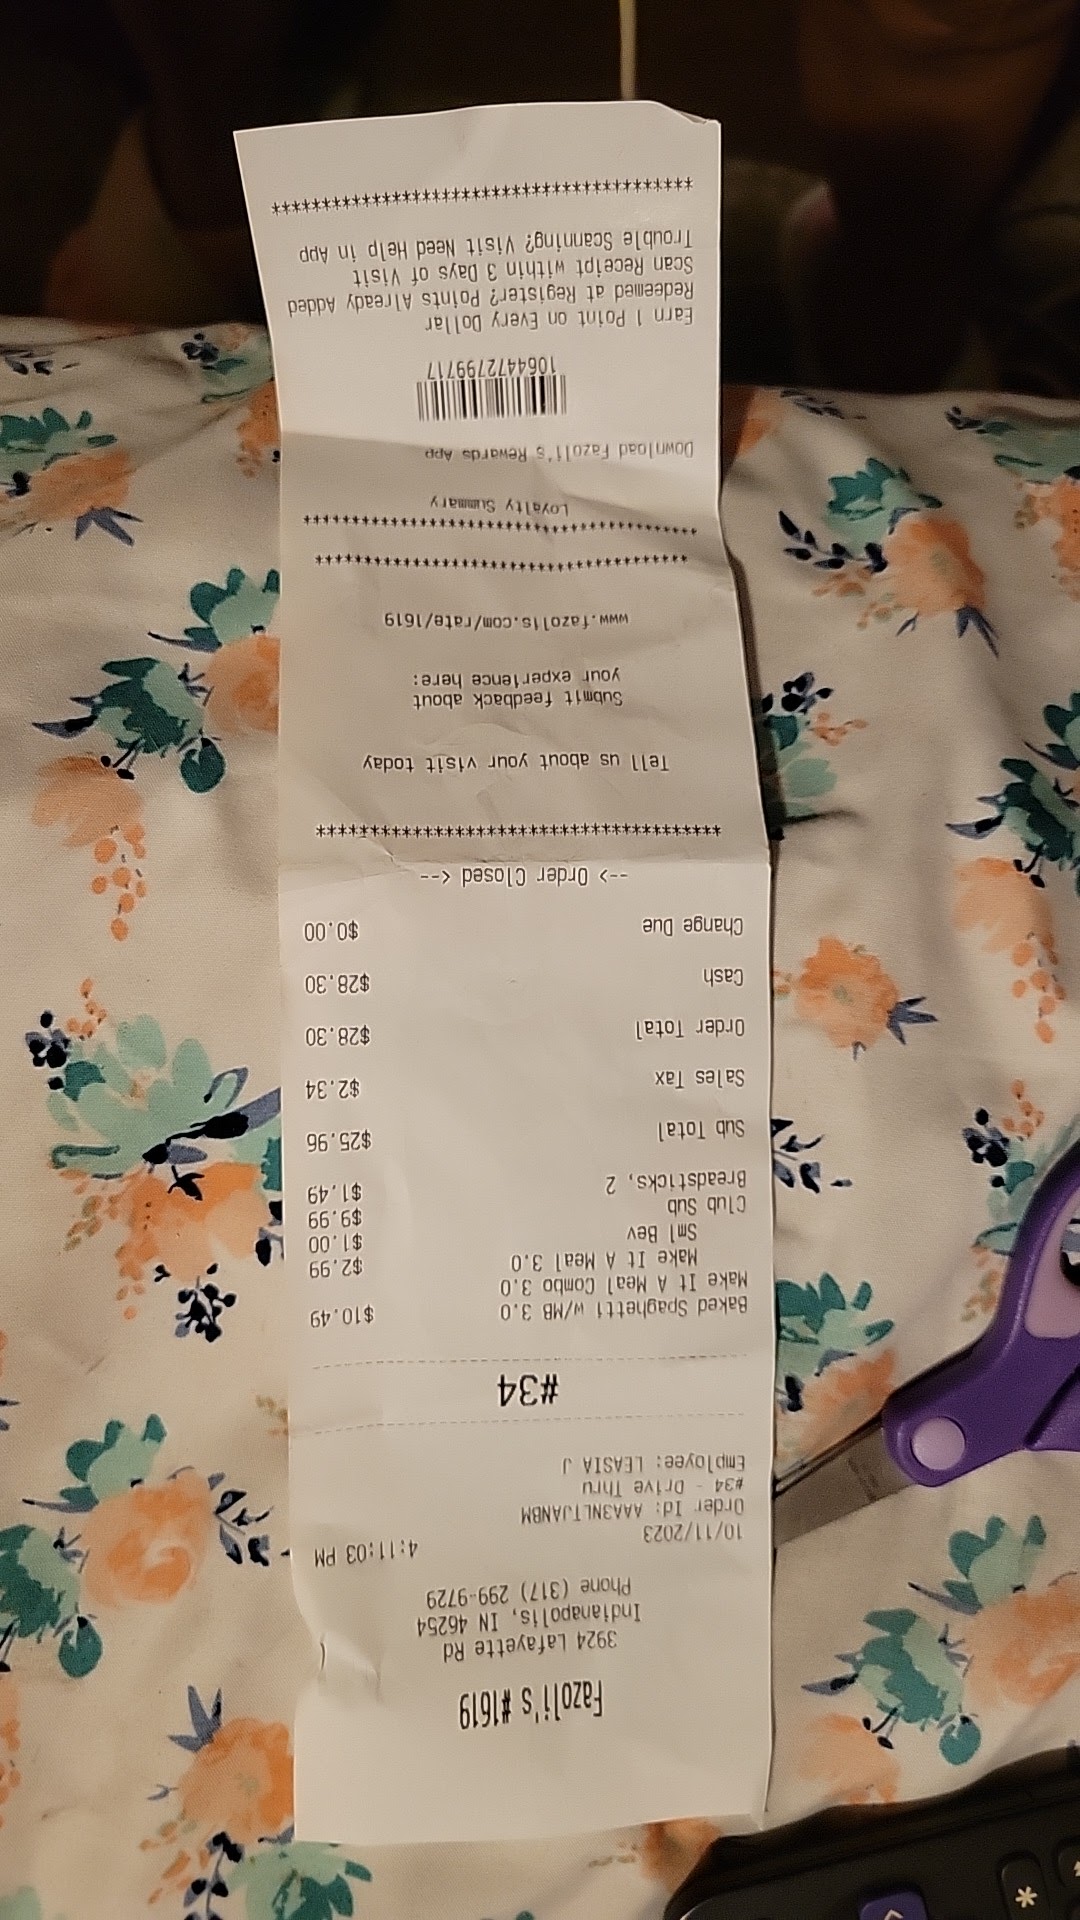 Fazoli's #1619
3924 Lafayette Rd
Indianapolis, IN 46254
Phone (317) 299-9729
10/11/2023 4:11:03 PM
Order Id: AAA3NLTJANBM
#34 - Drive Thru
Employee: LEASIA J
#34
Baked Spaghetti w/MB 3.0 $10.49
Make It A Meal Combo 3.0
Make It A Meal 3.0 $2.99
Sml Bev $1.00
Club Sub $9.99
Breadsticks, 2 $1.49
Sub Total $25.96
Sales Tax $2.34
Order Total $28.30
Cash $28.30
Change Due $0.00
--> Order Closed <--
****************************************
Tell us about your visit today
Submit feedback about
your experience here:
www.fazolis.com/rate/1619
****************************************
****************************************
Loyalty Summary
Download Fazoli's Rewards App
1064472799717
Earn 1 Point on Every Dollar
Redeemed at Register? Points Already Added
Scan Receipt within 3 Days of Visit
Trouble Scanning? Visit Need Help in App
****************************************
*